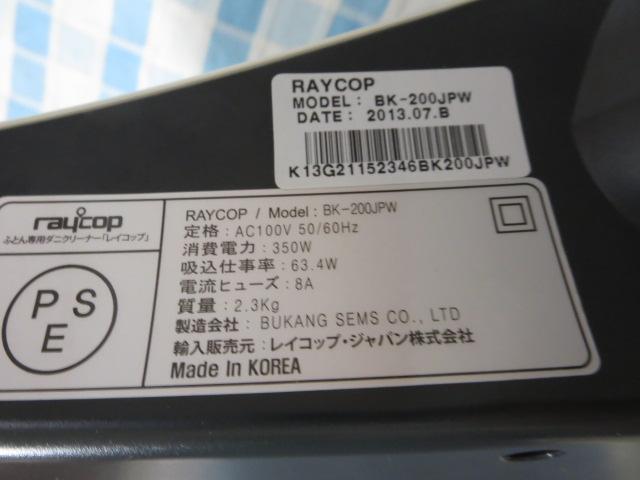 RAYCOP
MODEL: BK-200JPW
DATE: 2013.07.B
K13G21152346BK200JPW
raycop
ふとん専用ダニクリーナー「レイコップ」
PS
E
RAYCOP / Model: BK-200JPW
定格: AC100V 50/60Hz
消費電力: 350W
吸込仕事率: 63.4W
電流ヒューズ: 8A
質量: 2.3Kg
製造会社: BUKANG SEMS CO., LTD
輸入販売元: レイコップ・ジャパン株式会社
Made In KOREA